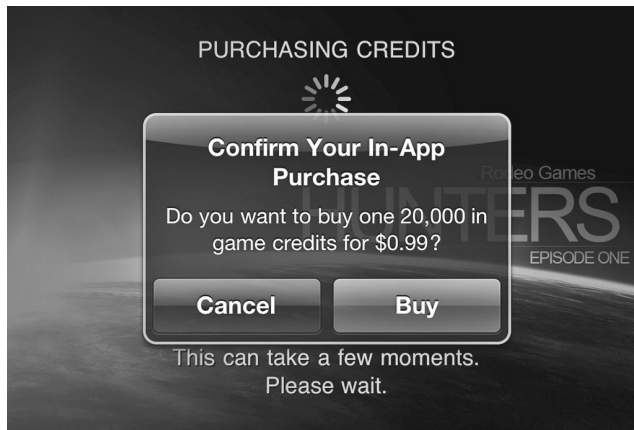 PURCHASING CREDITS
Confirm Your In-App
Purchase
Rodeo Games
Do you want to buy one 20,000 in
game credits for $0.99?
HUNTERS
EPISODE ONE
Cancel
Buy
This can take a few moments.
Please wait.